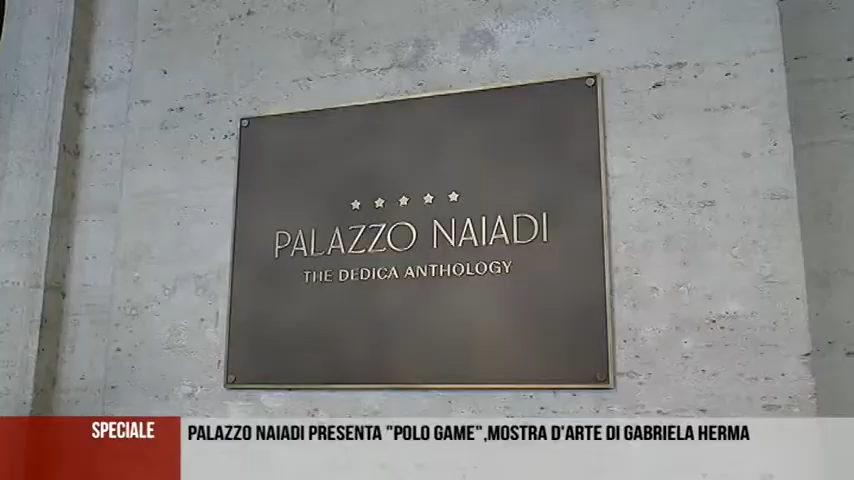 PALAZZO NAIADI
THE DEDICA ANTHOLOGY
SPECIALE
PALAZZO NAIADI PRESENTA "POLO GAME",MOSTRA D'ARTE DI GABRIELA HERMA